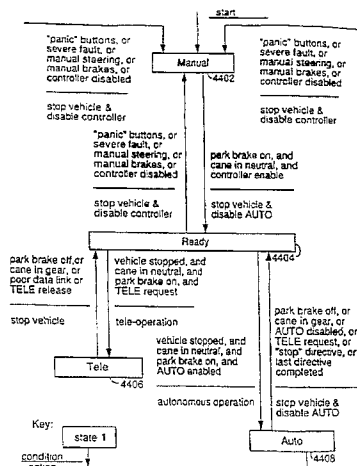 start
"panic" buttons, or
severe fault, or
manual steering, or
manual brakes, or
controller disabled
stop vehicle &
disable controller
Manual
4402
"panic" buttons, or
severe fault, or
manual steering, or
manual brakes, or
controller disabled
stop vehicle &
disable controller
"panic" buttons, or
severe fault, or
manual steering, or
manual brakes, or
controller disabled
stop vehicle &
disable controller
park brake on, and
cane in neutral, and
controller enable
stop vehicle &
disable AUTO
Ready
4404
park brake off, or
cane in gear, or
poor data link or
TELE release
stop vehicle
vehicle stopped, and
cane in neutral, and
park brake on, and
TELE request
tele-operation
Tele
4406
vehicle stopped, and
cane in neutral, and
park brake on, and
AUTO enabled
autonomous operation
park brake off, or
cane in gear, or
AUTO disabled, or
TELE request, or
"stop" directive, or
last directive
completed
stop vehicle &
disable AUTO
Auto
4408
Key:
state 1
condition
action